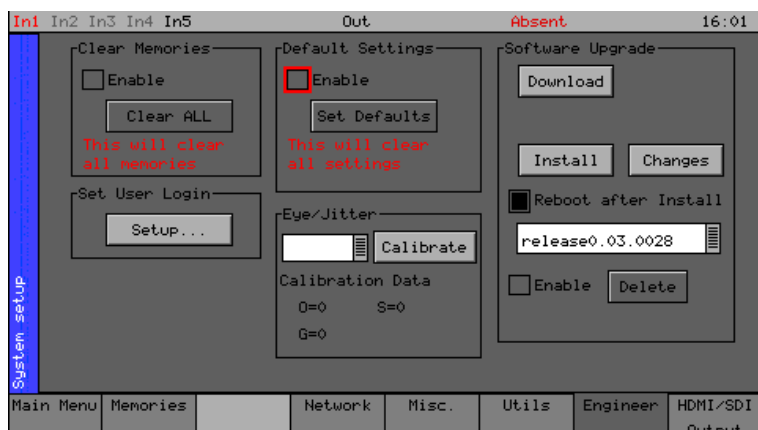 In1 In2 In3 In4 In5 Out Absent 16:01
Clear Memories
Enable
Clear ALL
This will clear
all memories
Set User Login
Setup...
Default Settings
Enable
Set Defaults
This will clear
all settings
Eye/Jitter
Calibrate
Calibration Data
O=0 S=0
G=0
Software Upgrade
Download
Install Changes
Reboot after Install
release0.03.0028
Enable Delete
System setup
Main Menu Memories Network Misc. Utils Engineer HDMI/SDI
Output